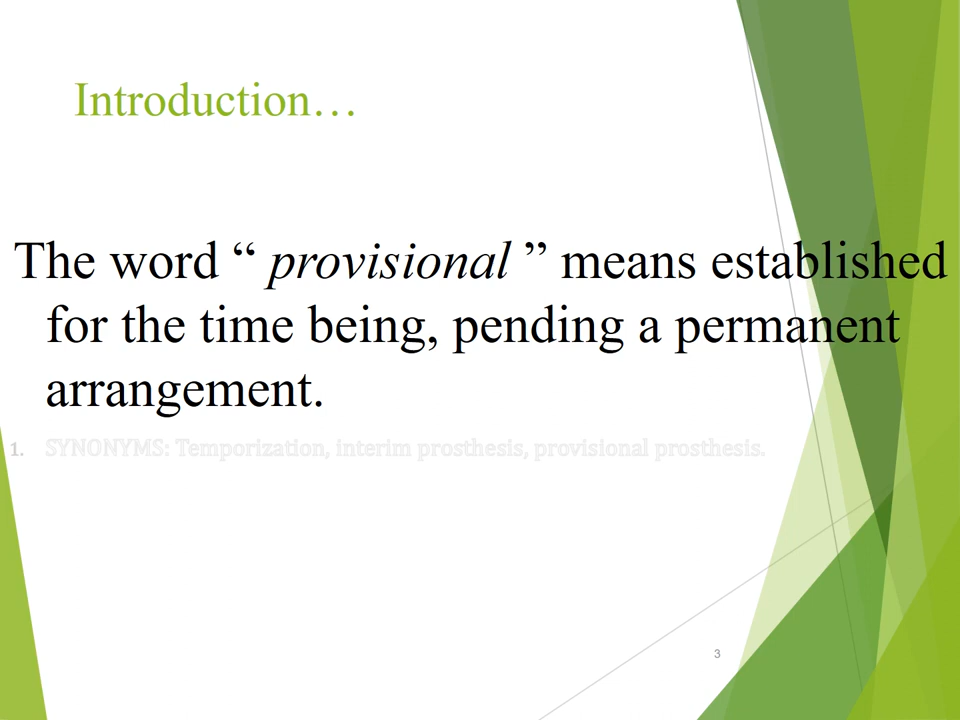 Introduction…
The word “ provisional ” means established
for the time being, pending a permanent
arrangement.
1. SYNONYMS: Temporization, interim prosthesis, provisional prosthesis.
3